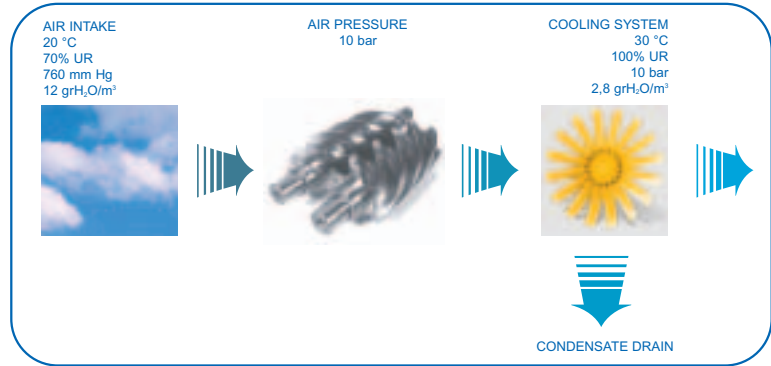 AIR INTAKE
20 °C
70% UR
760 mm Hg
12 grH₂O/m³
AIR PRESSURE
10 bar
COOLING SYSTEM
30 °C
100% UR
10 bar
2,8 grH₂O/m³
CONDENSATE DRAIN